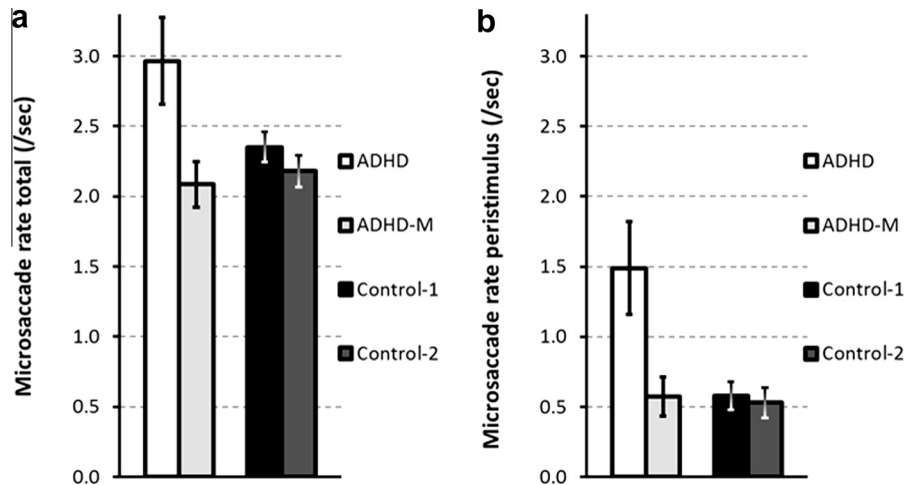 a
Microsaccade rate total (/sec)
3.0
2.5
2.0
1.5
1.0
0.5
0.0
ADHD
ADHD-M
Control-1
Control-2
b
Microsaccade rate peristimulus (/sec)
3.0
2.5
2.0
1.5
1.0
0.5
0.0
ADHD
ADHD-M
Control-1
Control-2